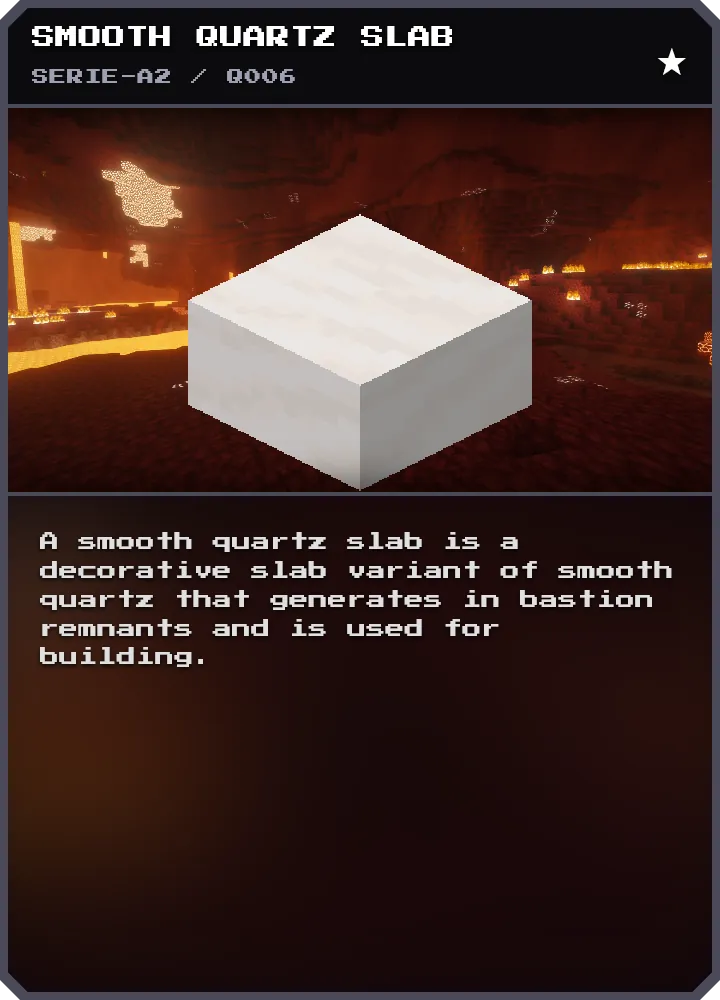 SMOOTH QUARTZ SLAB
SERIE-A2 / Q006
A smooth quartz slab is a
decorative slab variant of smooth
quartz that generates in bastion
remnants and is used for
building.